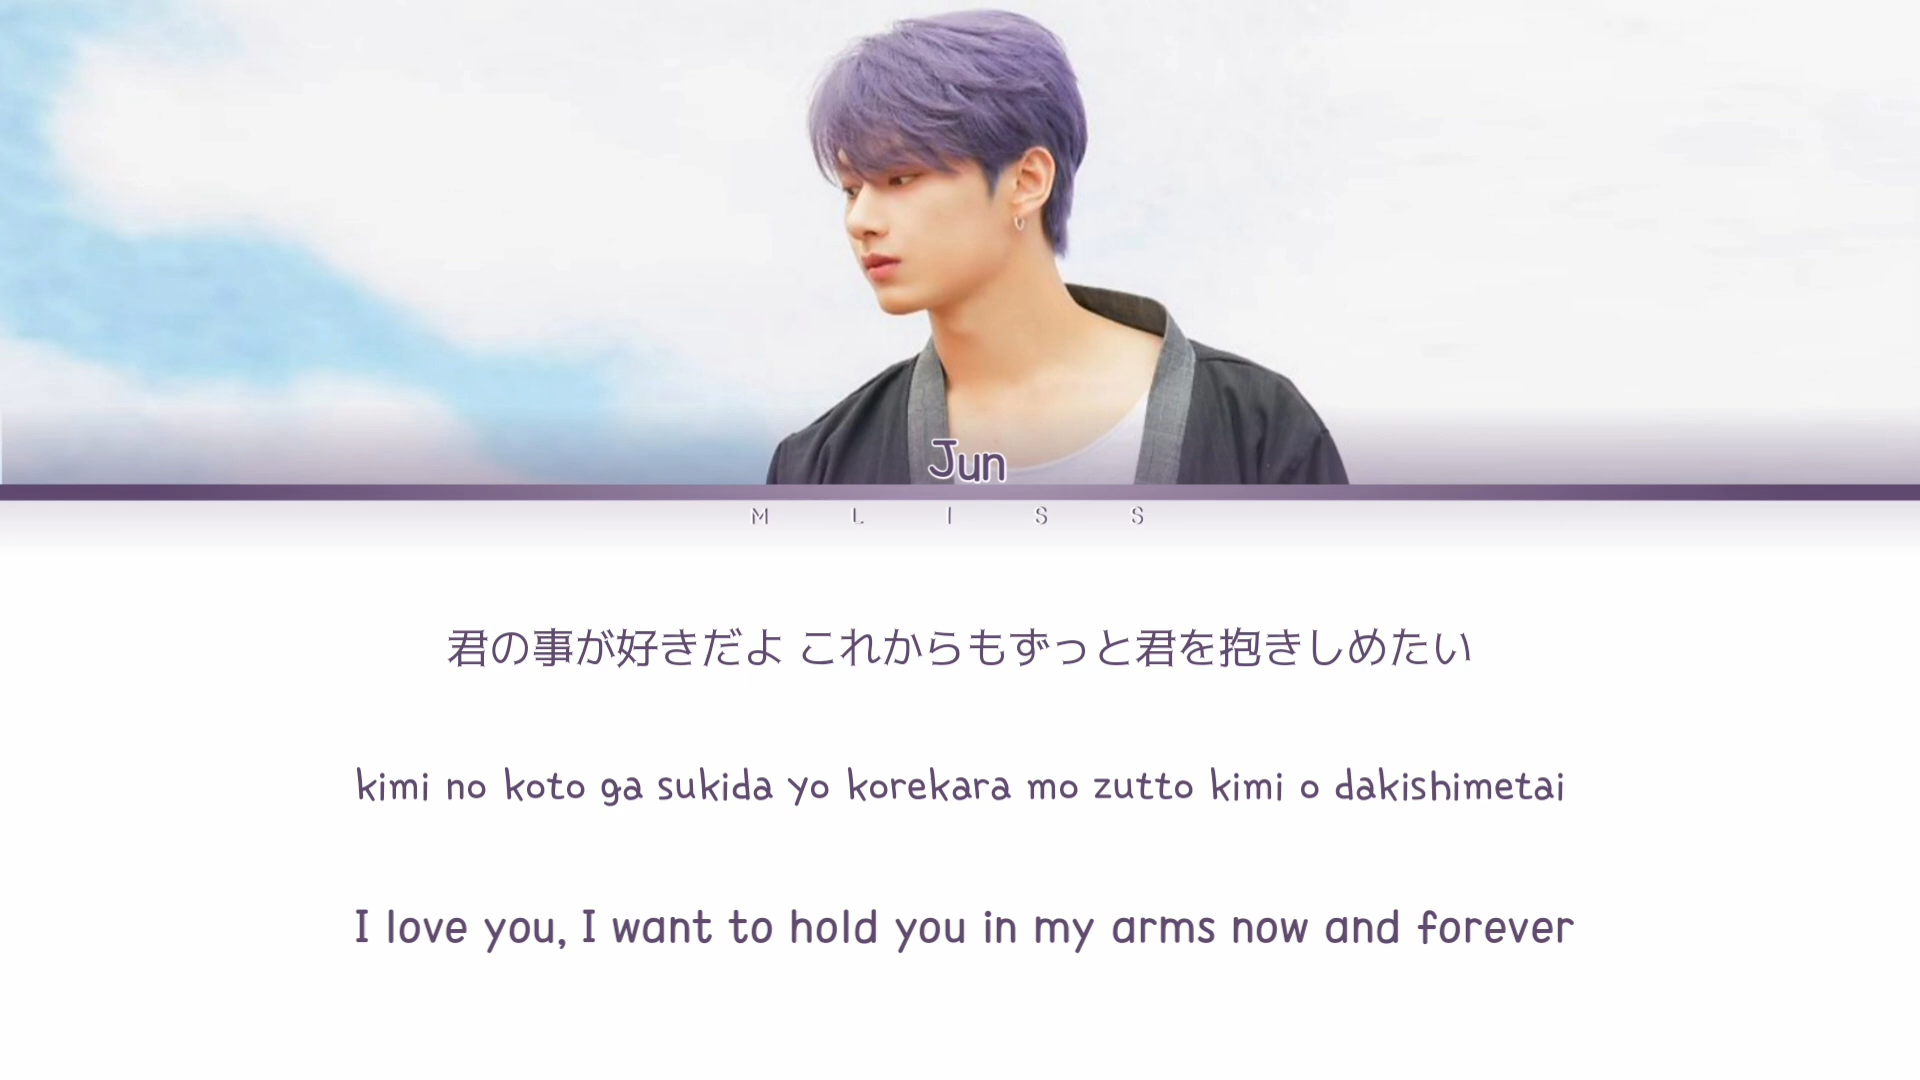 Jun
M L I S S
君の事が好きだよ これからもずっと君を抱きしめたい
kimi no koto ga sukida yo korekara mo zutto kimi o dakishimetai
I love you, I want to hold you in my arms now and forever